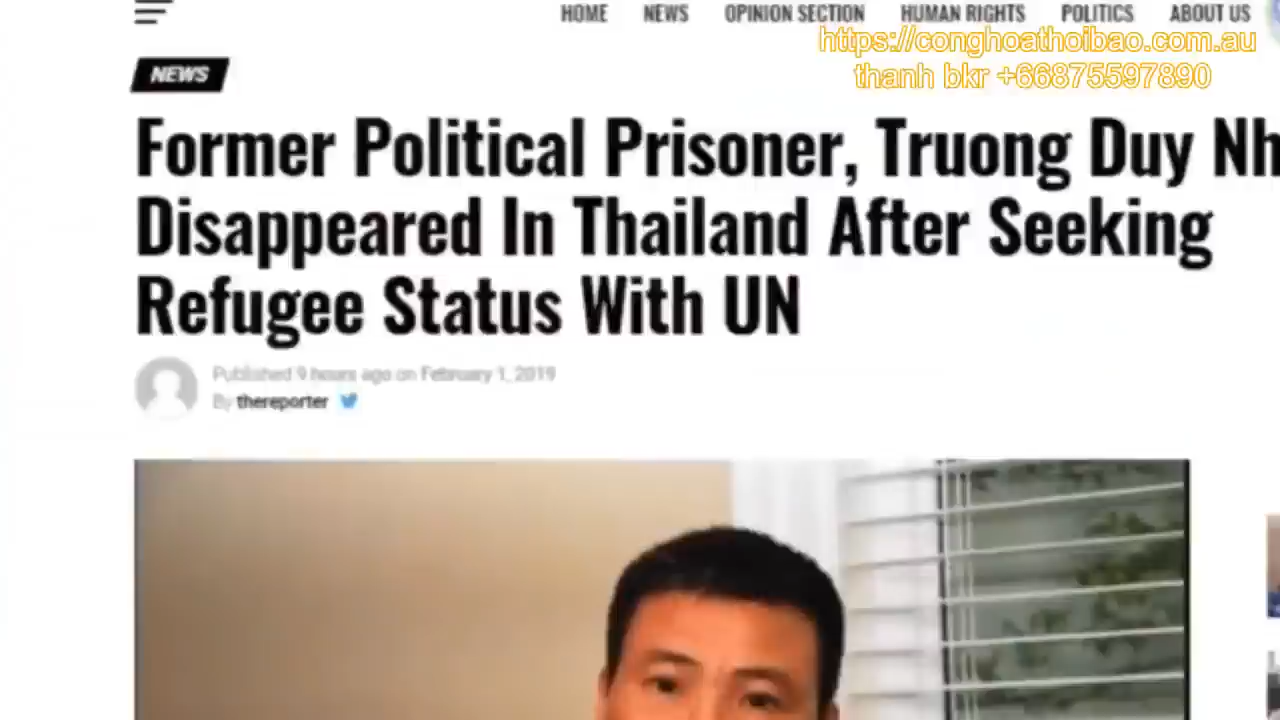 HOME NEWS OPINION SECTION HUMAN RIGHTS POLITICS ABOUT US
https://conghoathoibao.com.au
thanh bkr +66875597890
NEWS
Former Political Prisoner, Truong Duy Nh
Disappeared In Thailand After Seeking
Refugee Status With UN
Published 9 hours ago on February 1, 2019
By thereporter